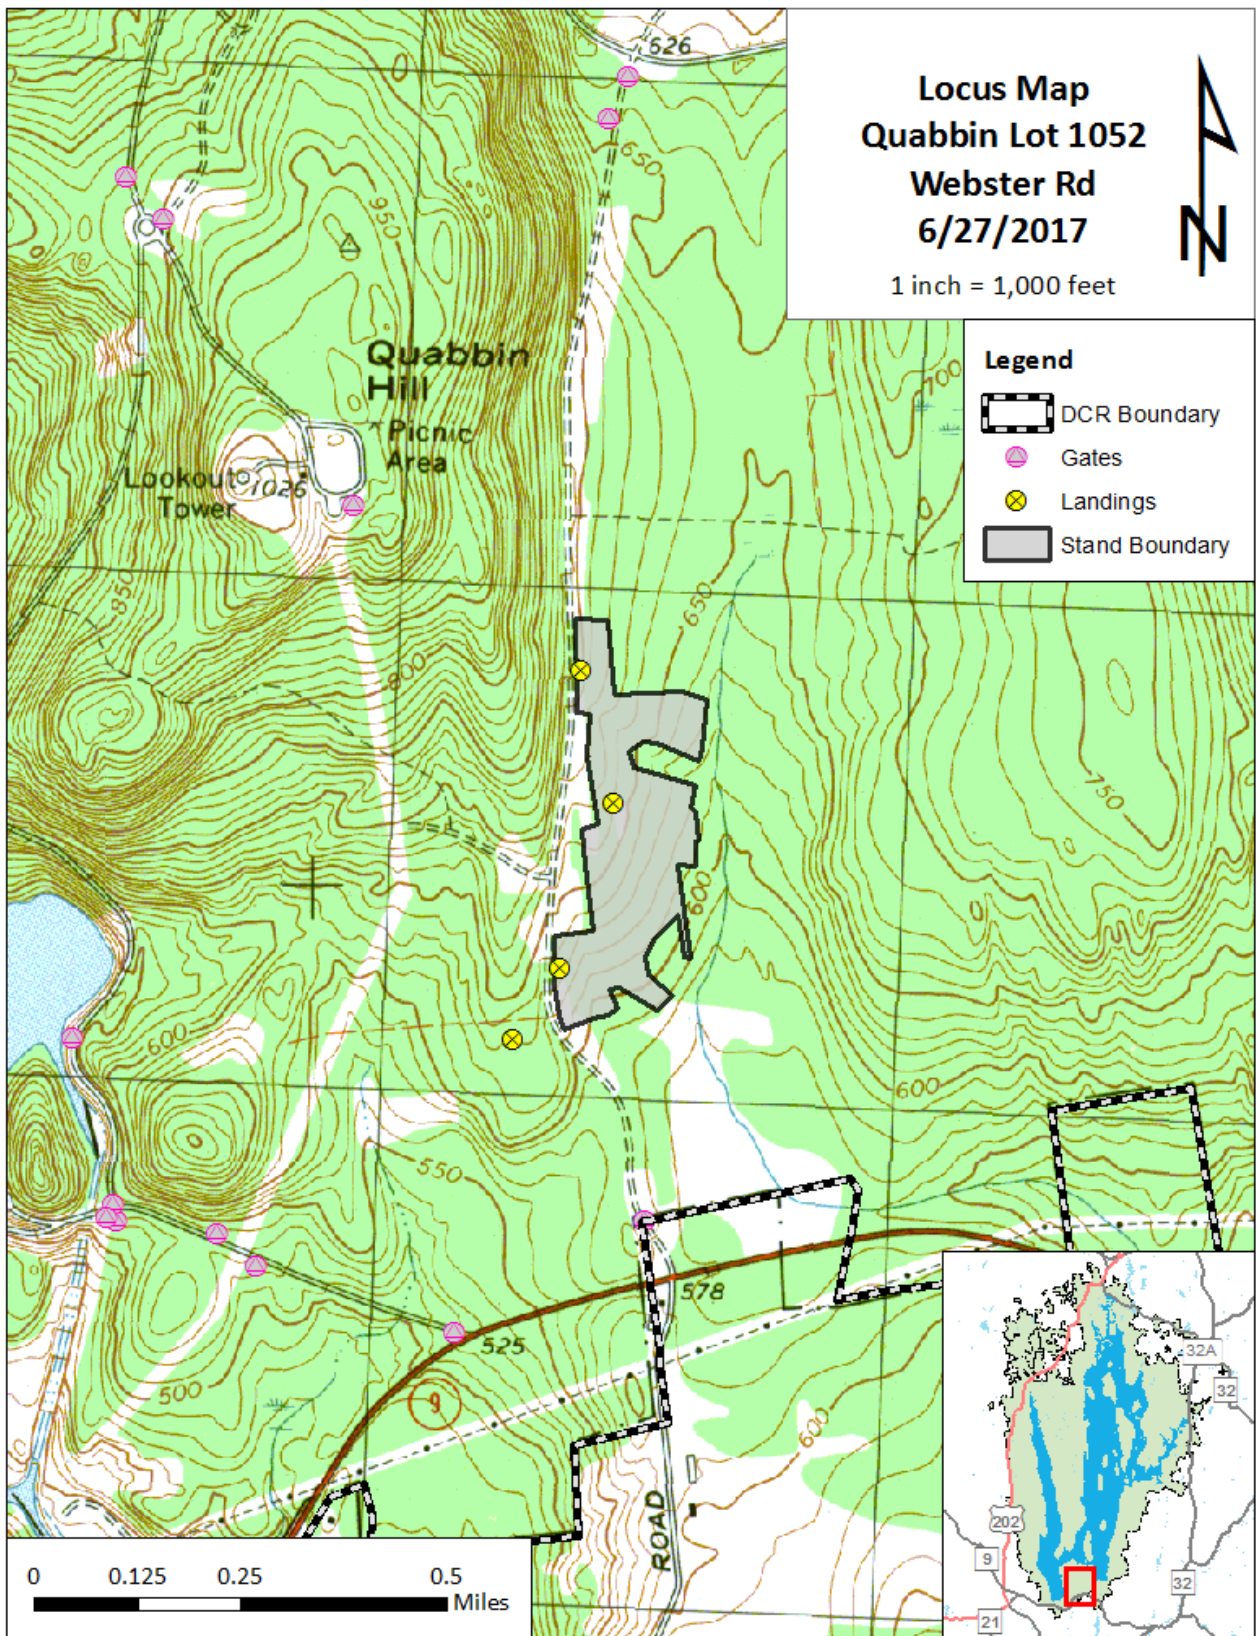 626
Locus Map
Quabbin Lot 1052
Webster Rd
6/27/2017
1 inch = 1,000 feet
N
650
950
Legend
DCR Boundary
Gates
Landings
Stand Boundary
Quabbin
Hill
Picnic
Area
Lookout
Tower
1026
700
850
650
800
750
600
600
600
550
578
525
500
9
600
ROAD
32A
32
202
9
32
21
0
0.125
0.25
0.5
Miles